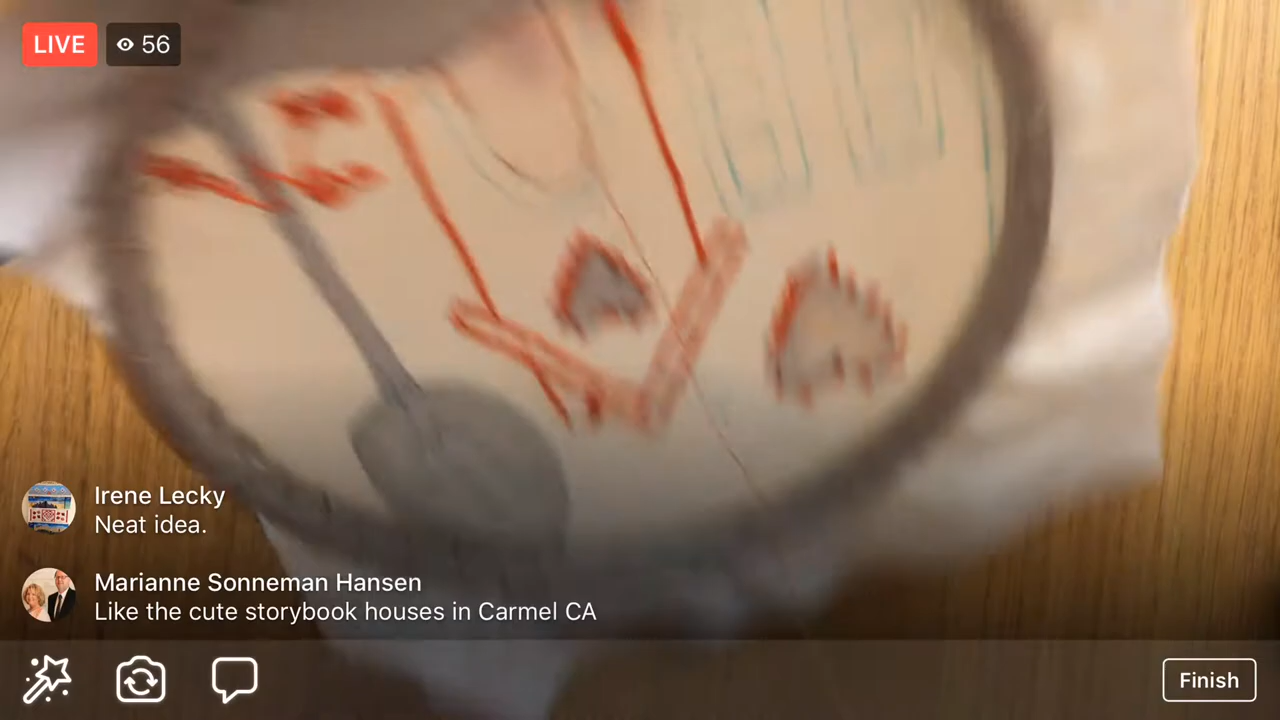 LIVE
56
Irene Lecky
Neat idea.
Marianne Sonneman Hansen
Like the cute storybook houses in Carmel CA
Finish